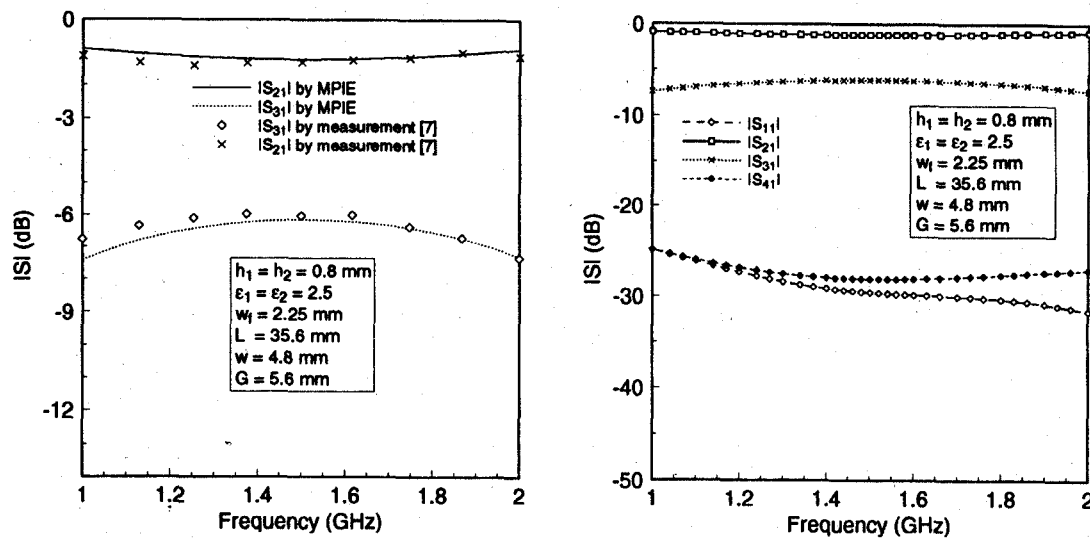 0
-3
-6
-9
-12
|S| (dB)
|S21| by MPIE
|S31| by MPIE
|S31| by measurement [7]
|S21| by measurement [7]
h1 = h2 = 0.8 mm
ε1 = ε2 = 2.5
wf = 2.25 mm
L = 35.6 mm
w = 4.8 mm
G = 5.6 mm
1 1.2 1.4 1.6 1.8 2
Frequency (GHz)
0
-10
-20
-30
-40
-50
|S| (dB)
|S11|
|S21|
|S31|
|S41|
h1 = h2 = 0.8 mm
ε1 = ε2 = 2.5
wf = 2.25 mm
L = 35.6 mm
w = 4.8 mm
G = 5.6 mm
1 1.2 1.4 1.6 1.8 2
Frequency (GHz)